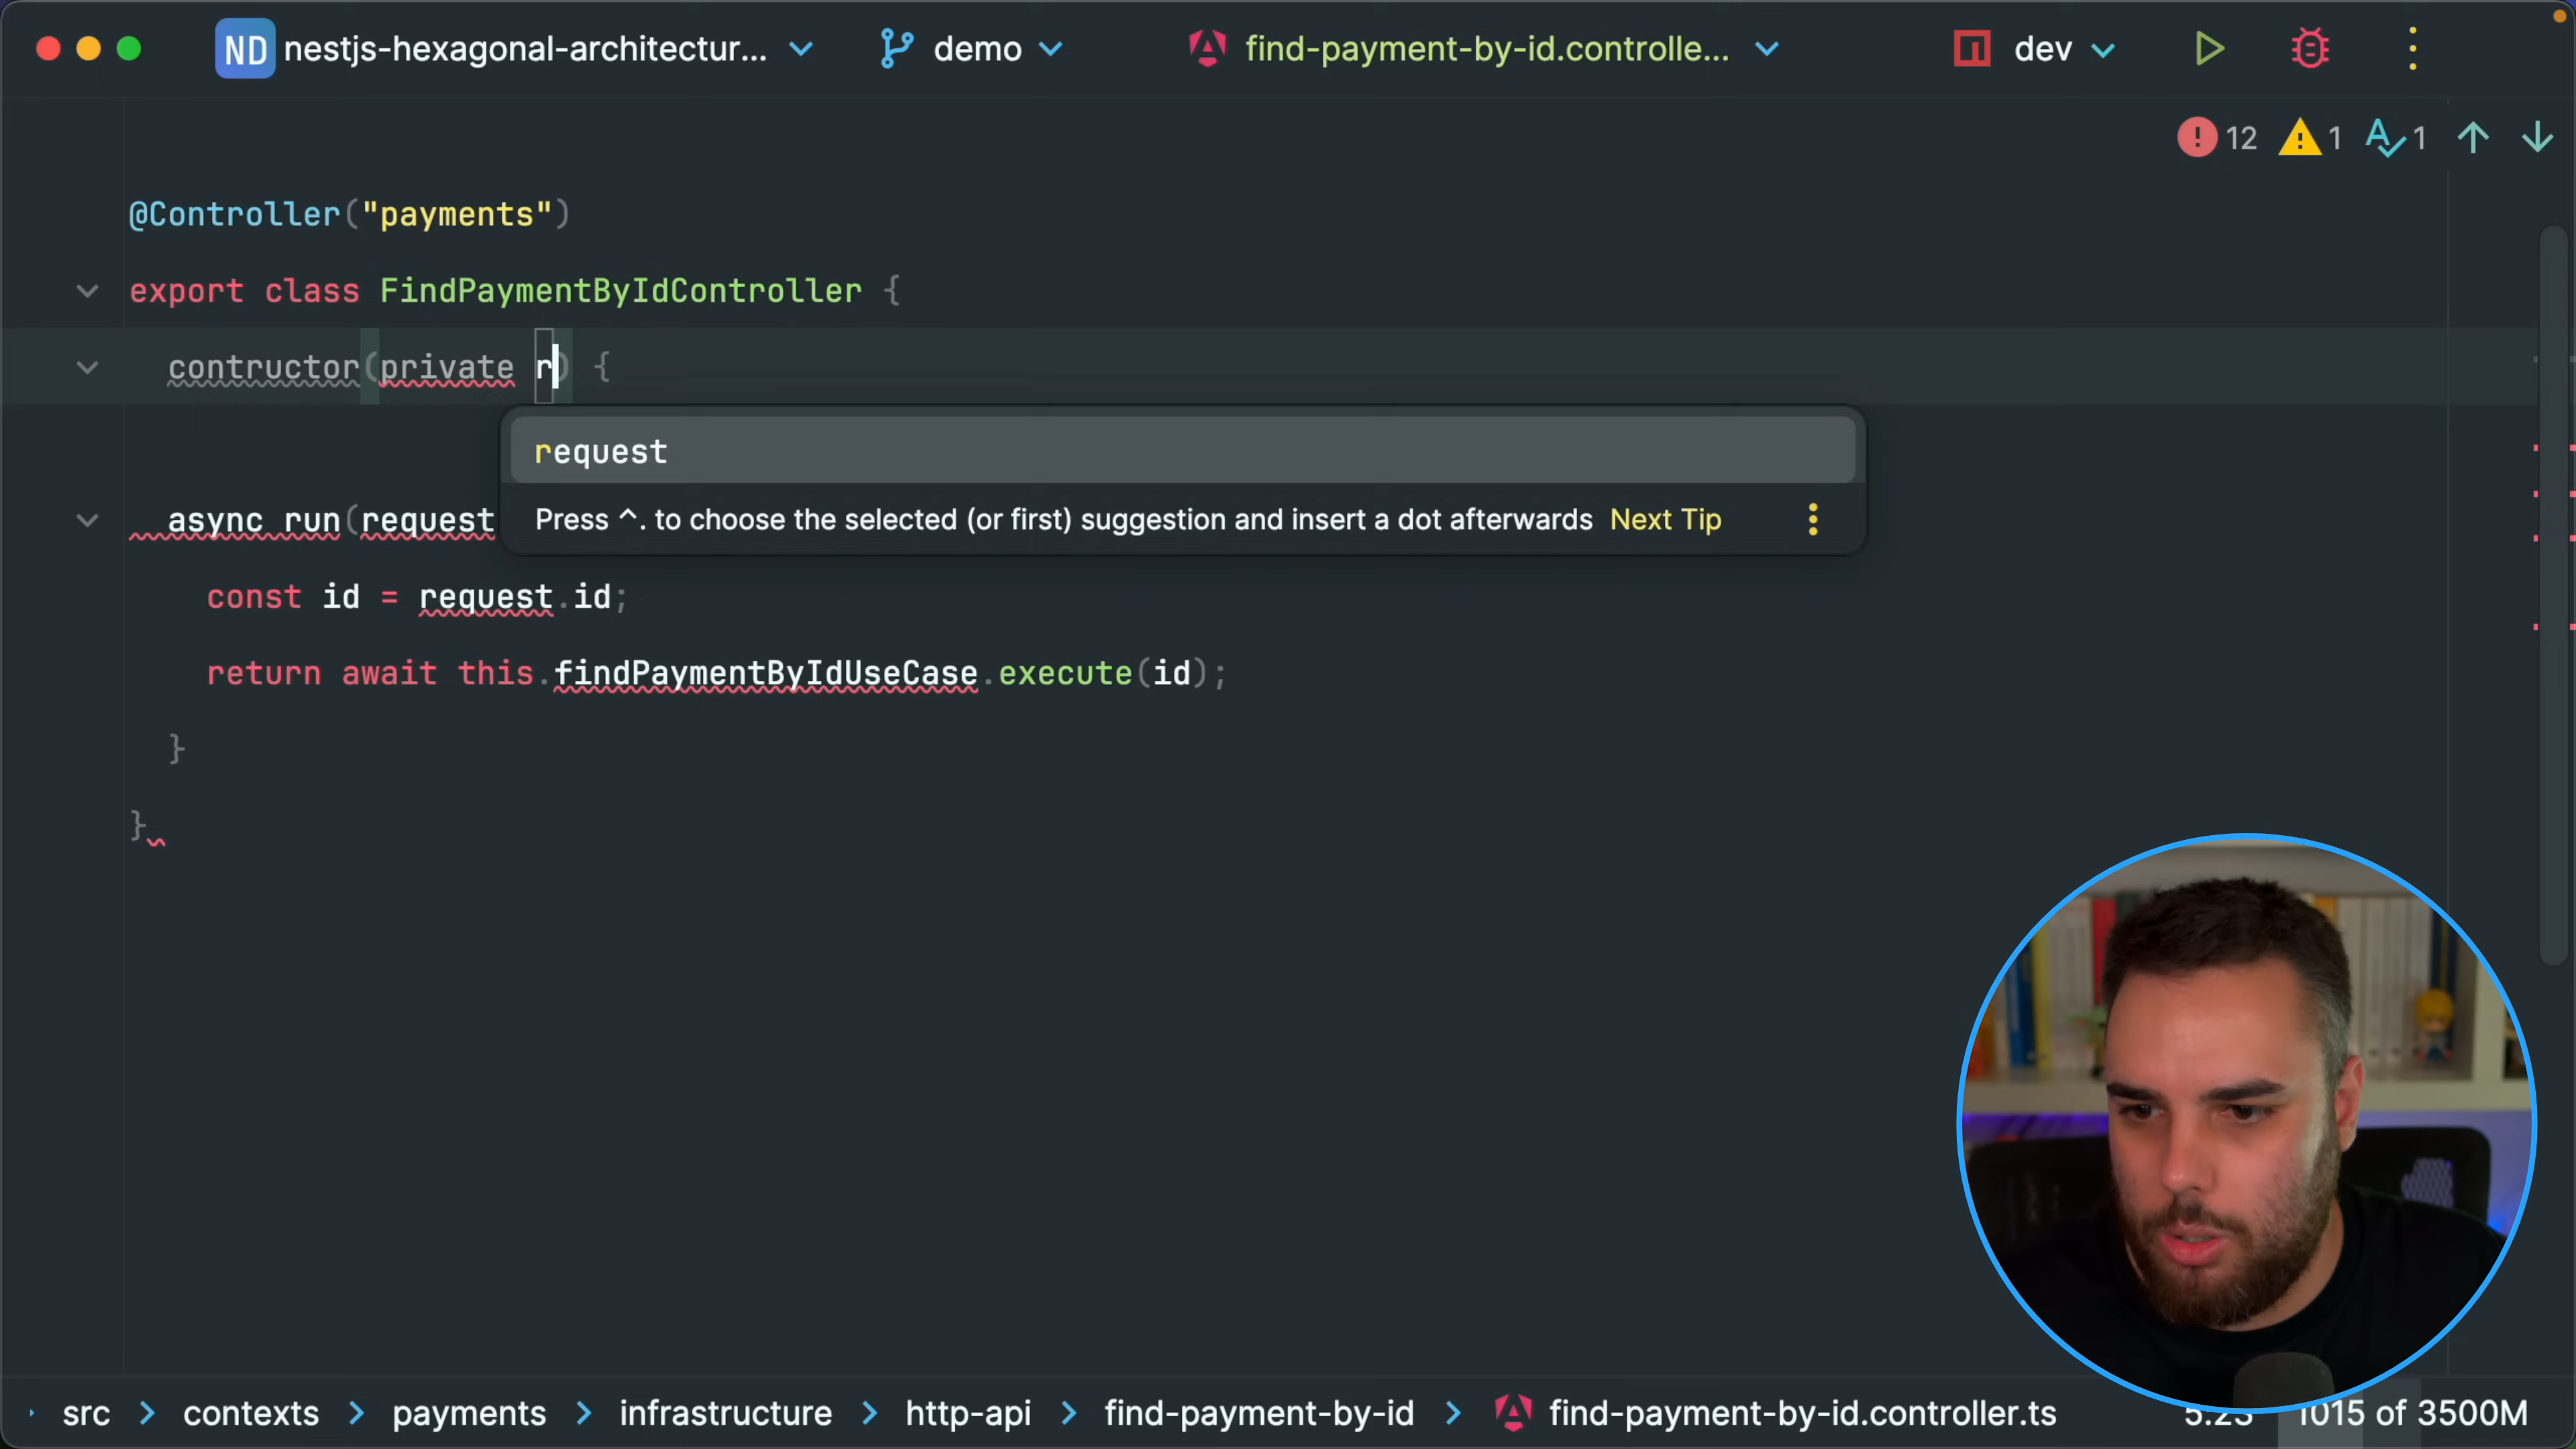 ND nestjs-hexagonal-architectur... demo find-payment-by-id.controlle... dev
12 1 1
@Controller("payments")
export class FindPaymentByIdController {
contructor(private r) {
request
Press ^. to choose the selected (or first) suggestion and insert a dot afterwards Next Tip
async run(request
const id = request.id;
return await this.findPaymentByIdUseCase.execute(id);
}
}
src > contexts > payments > infrastructure > http-api > find-payment-by-id > find-payment-by-id.controller.ts 5:23 1015 of 3500M